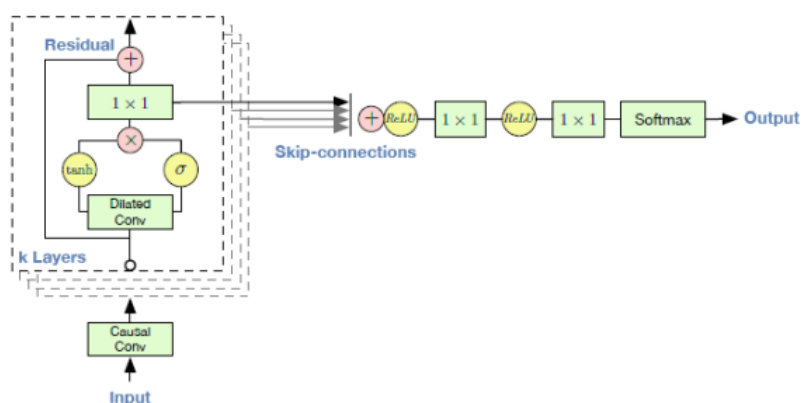 Residual
+
1 × 1
×
tanh
σ
Dilated
Conv
k Layers
Causal
Conv
Input
Skip-connections
+
ReLU
1 × 1
ReLU
1 × 1
Softmax
Output